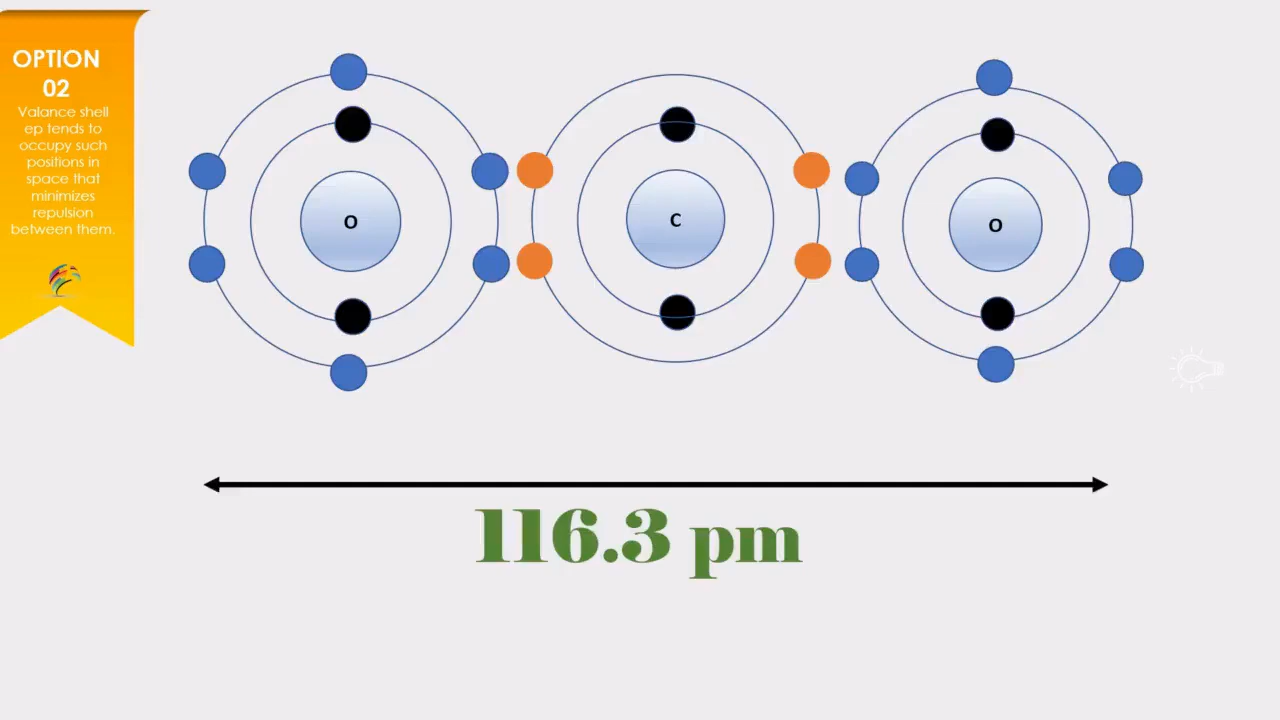 OPTION
02
Valance shell
ep tends to
occupy such
positions in
space that
minimizes
repulsion
between them.
O
C
O
116.3 pm